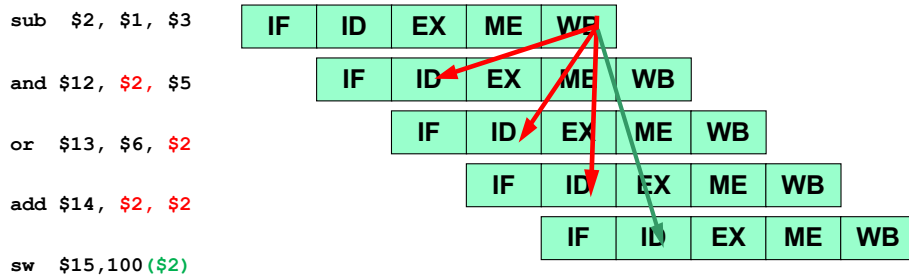 sub $2, $1, $3
IF ID EX ME WB
and $12, $2, $5
IF ID EX ME WB
or $13, $6, $2
IF ID EX ME WB
add $14, $2, $2
IF ID EX ME WB
sw $15,100($2)
IF ID EX ME WB